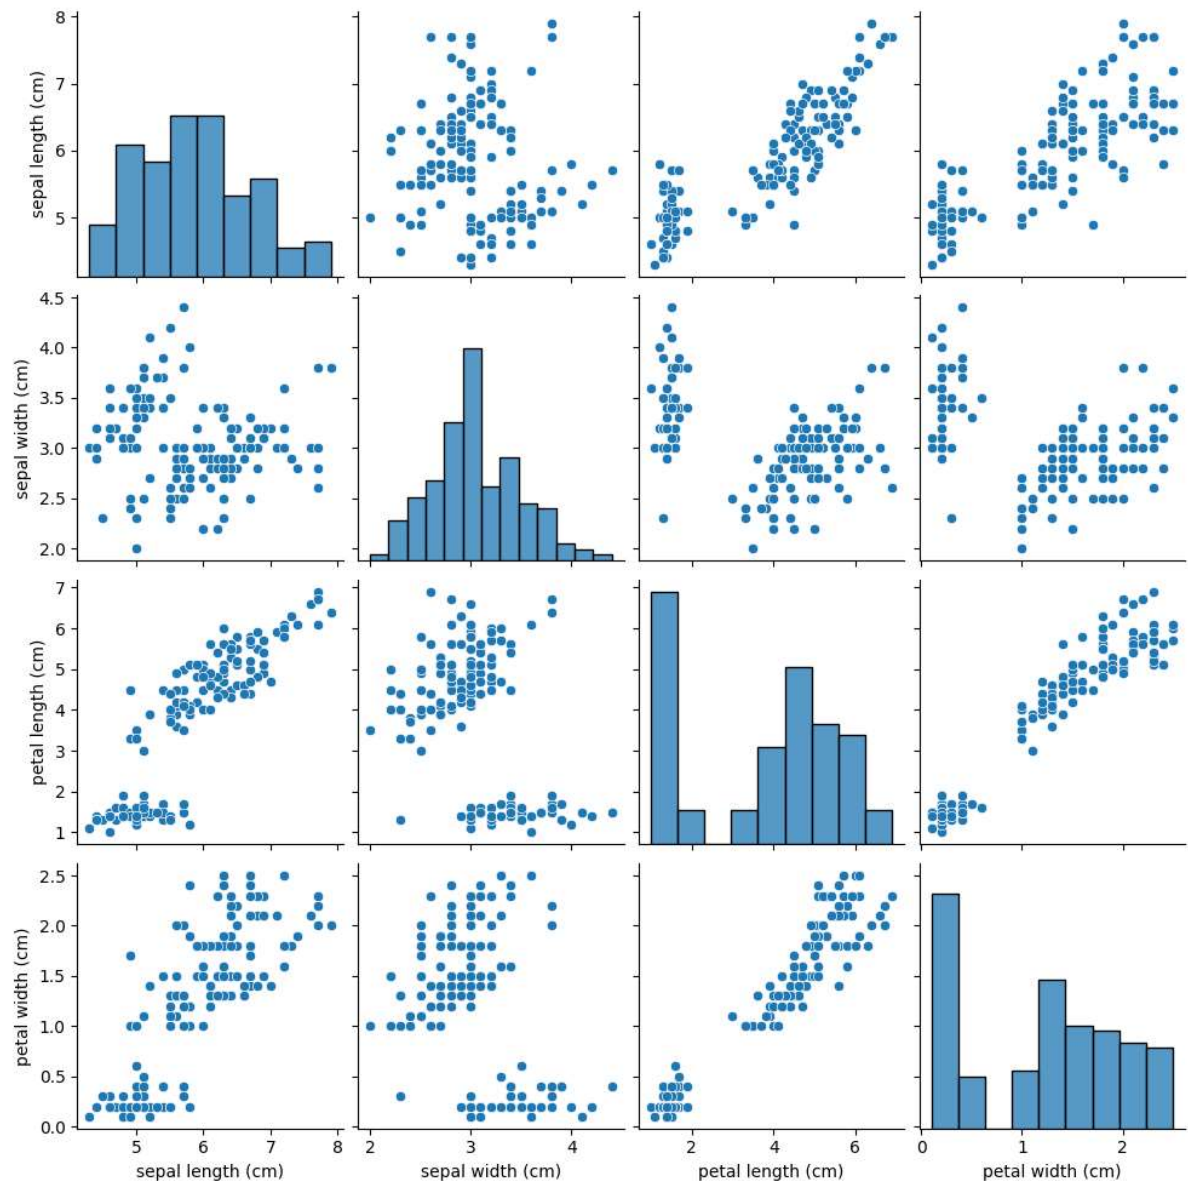 8
7
6
5
sepal length (cm)
4.5
4.0
3.5
3.0
2.5
2.0
sepal width (cm)
7
6
5
4
3
2
1
petal length (cm)
2.5
2.0
1.5
1.0
0.5
0.0
petal width (cm)
5 6 7 8
sepal length (cm)
2 3 4
sepal width (cm)
2 4 6
petal length (cm)
0 1 2
petal width (cm)